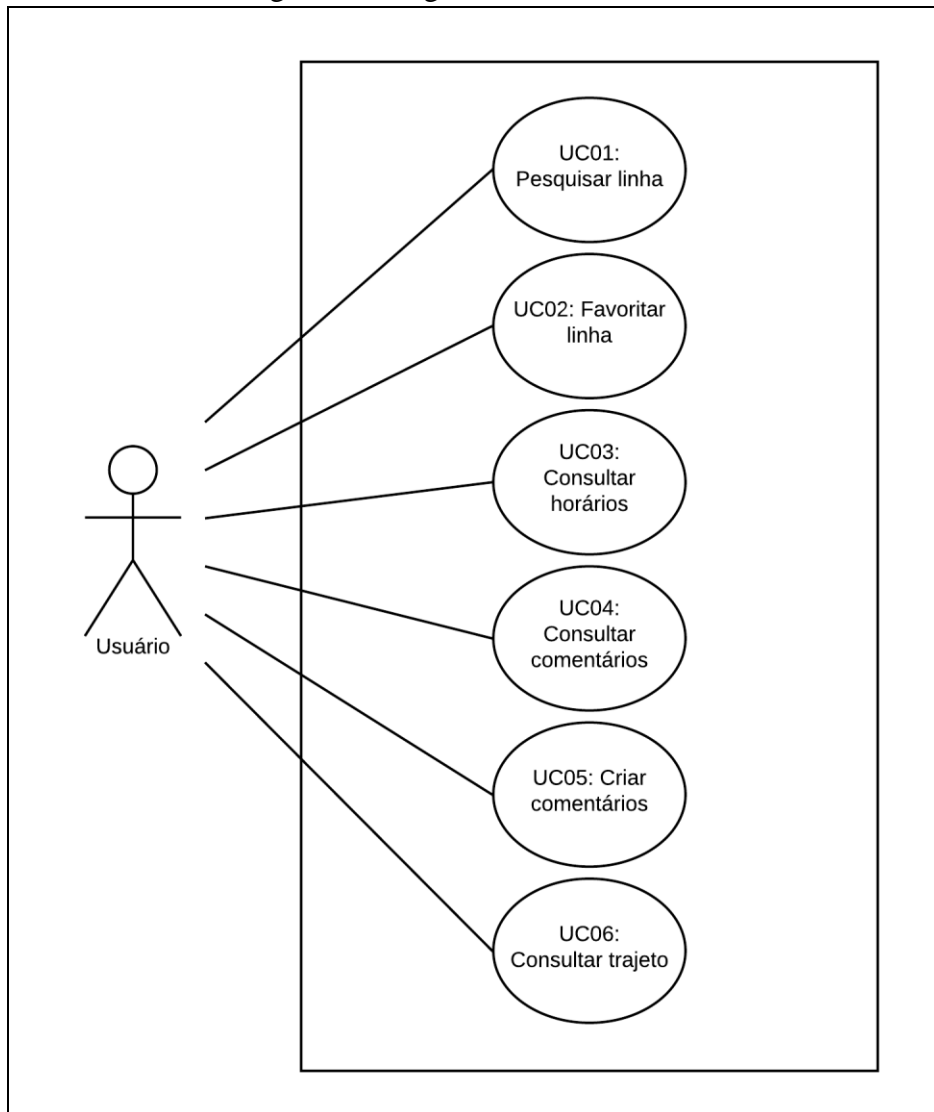 UC01:
Pesquisar linha
UC02: Favoritar
linha
UC03:
Consultar
horários
UC04:
Consultar
comentários
Usuário
UC05: Criar
comentários
UC06:
Consultar trajeto